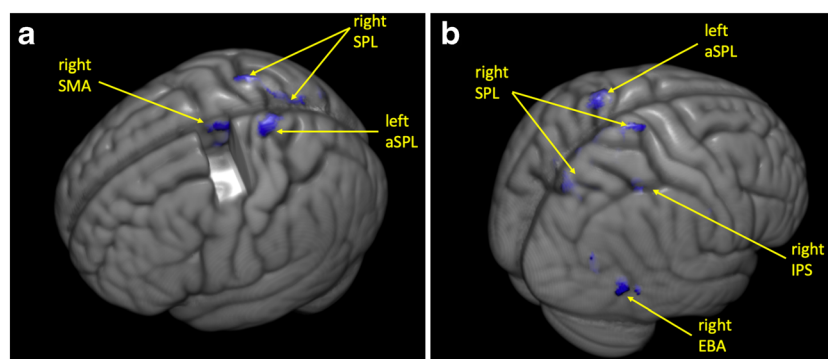 a
right
SPL
right
SMA
left
aSPL
b
left
aSPL
right
SPL
right
IPS
right
EBA